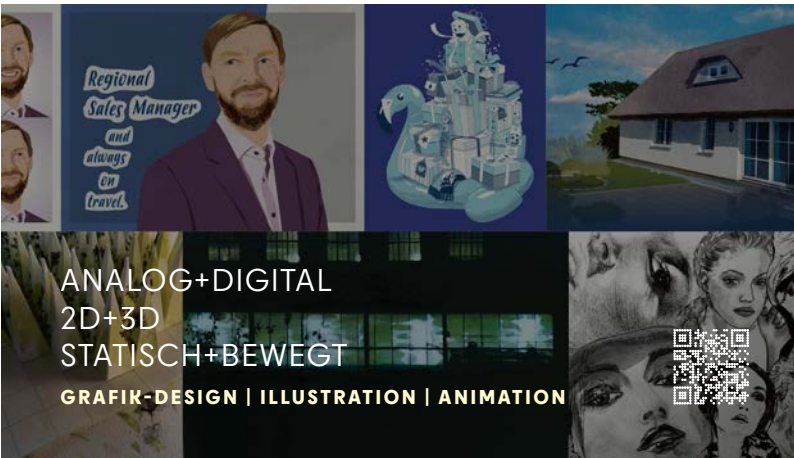 Regional
Sales Manager
and
always
on
travel.
ANALOG+DIGITAL
2D+3D
STATISCH+BEWEGT
GRAFIK-DESIGN | ILLUSTRATION | ANIMATION